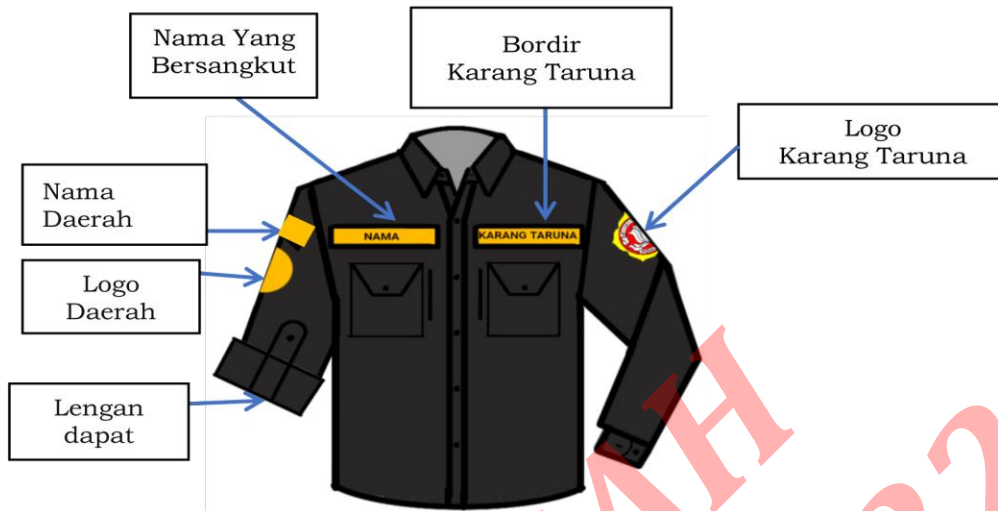 Nama Yang
Bersangkut
Bordir
Karang Taruna
Logo
Karang Taruna
Nama
Daerah
NAMA
KARANG TARUNA
Logo
Daerah
Lengan
dapat